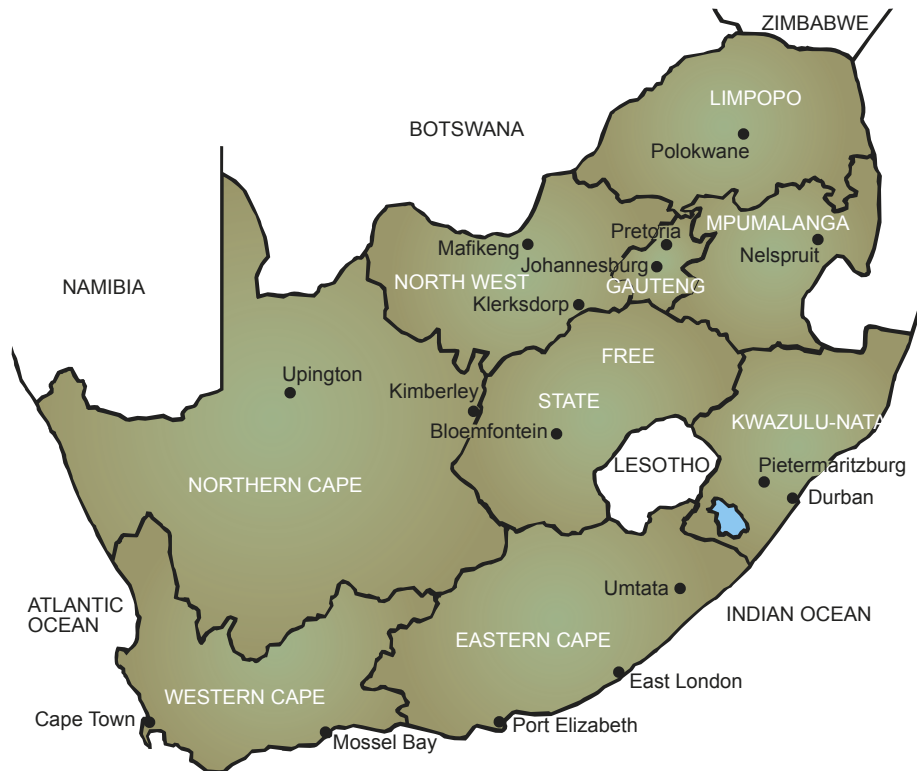 ZIMBABWE
LIMPOPO
BOTSWANA
Polokwane
MPUMALANGA
Pretoria
Mafikeng
Nelspruit
Johannesburg
NORTH WEST
GAUTENG
NAMIBIA
Klerksdorp
FREE
STATE
Upington
Kimberley
KWAZULU-NATA
Bloemfontein
LESOTHO
Pietermaritzburg
NORTHERN CAPE
Durban
Umtata
ATLANTIC
OCEAN
INDIAN OCEAN
EASTERN CAPE
East London
WESTERN CAPE
Cape Town
Port Elizabeth
Mossel Bay